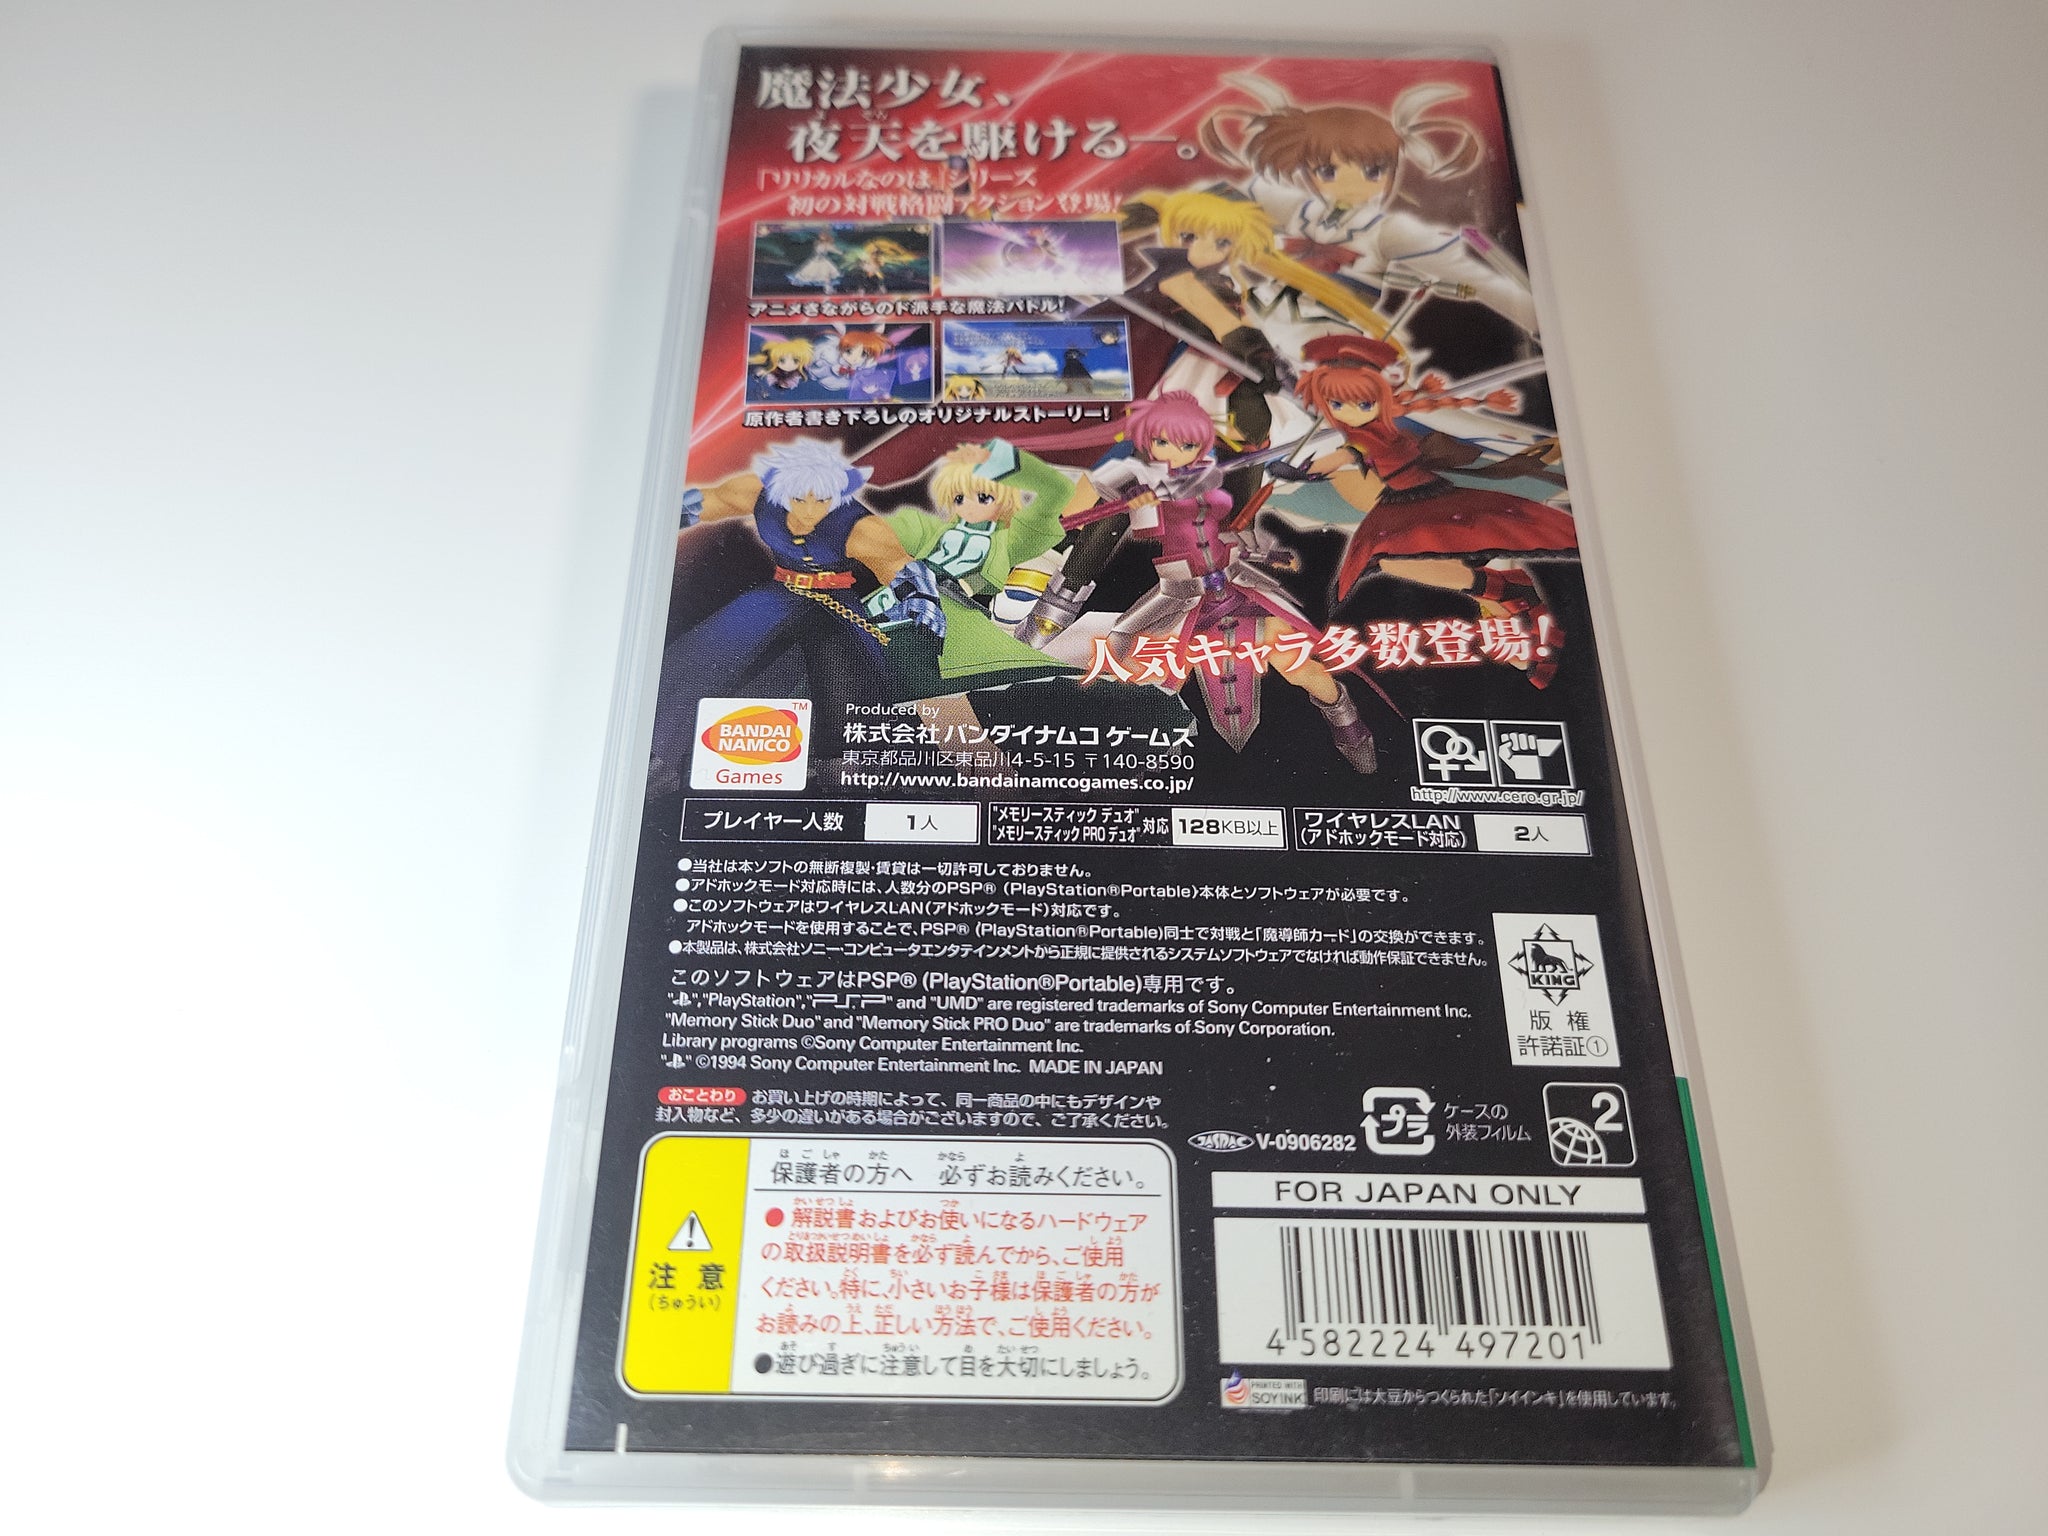 魔法少女、
夜天を駆ける―。
「リリカルなのは」シリーズ
初の対戦格闘アクション登場!
アニメさながらのド派手な魔法バトル!
原作者書き下ろしのオリジナルストーリー!
人気キャラ多数登場!
BANDAI
NAMCO
Games
TM
Produced by
株式会社バンダイナムコ ゲームス
東京都品川区東品川4-5-15 〒140-8590
http://www.bandainamcogames.co.jp/
http://www.cero.gr.jp/
プレイヤー人数 1人
"メモリースティック デュオ"
"メモリースティック PRO デュオ" 対応 128KB以上
ワイヤレスLAN
(アドホックモード対応) 2人
●当社は本ソフトの無断複製・賃貸は一切許可しておりません。
●アドホックモード対応時には、人数分のPSP® (PlayStation®Portable)本体とソフトウェアが必要です。
●このソフトウェアはワイヤレスLAN(アドホックモード)対応です。
アドホックモードを使用することで、PSP® (PlayStation®Portable)同士で対戦と「魔導師カード」の交換ができます。
●本製品は、株式会社ソニー・コンピュータエンタテインメントから正規に提供されるシステムソフトウェアでなければ動作保証できません。
このソフトウェアはPSP® (PlayStation®Portable)専用です。
"PlayStation", "PSP" and "UMD" are registered trademarks of Sony Computer Entertainment Inc.
"Memory Stick Duo" and "Memory Stick PRO Duo" are trademarks of Sony Corporation.
Library programs ©Sony Computer Entertainment Inc.
©1994 Sony Computer Entertainment Inc. MADE IN JAPAN
KING
版権
許諾証①
おことわり お買い上げの時期によって、同一商品の中にもデザインや
封入物など、多少の違いがある場合がございますので、ご了承ください。
JASRAC V-0906282
プラ
ケースの
外装フィルム
2
保護者の方へ 必ずお読みください。
注意
(ちゅうい)
●解説書およびお使いになるハードウェア
の取扱説明書を必ず読んでから、ご使用
ください。特に、小さいお子様は保護者の方が
お読みの上、正しい方法で、ご使用ください。
●遊び過ぎに注意して目を大切にしましょう。
FOR JAPAN ONLY
4 582224 497201
PRINTED WITH
SOY INK
印刷には大豆からつくられた「ソイインキ」を使用しています。